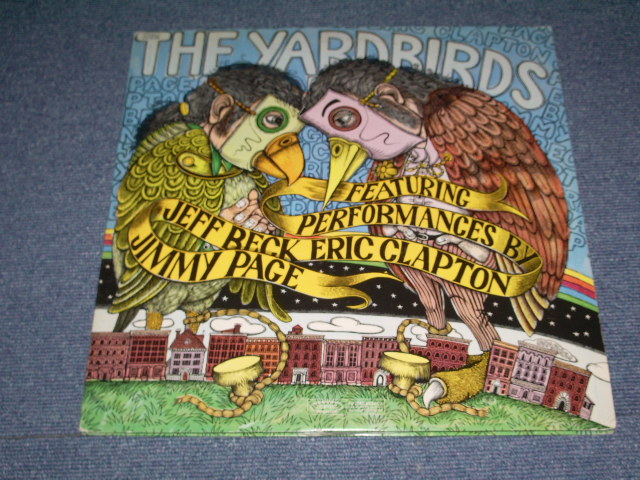 THE YARDBIRDS
FEATURING
PERFORMANCES BY
JEFF BECK ERIC CLAPTON
JIMMY PAGE